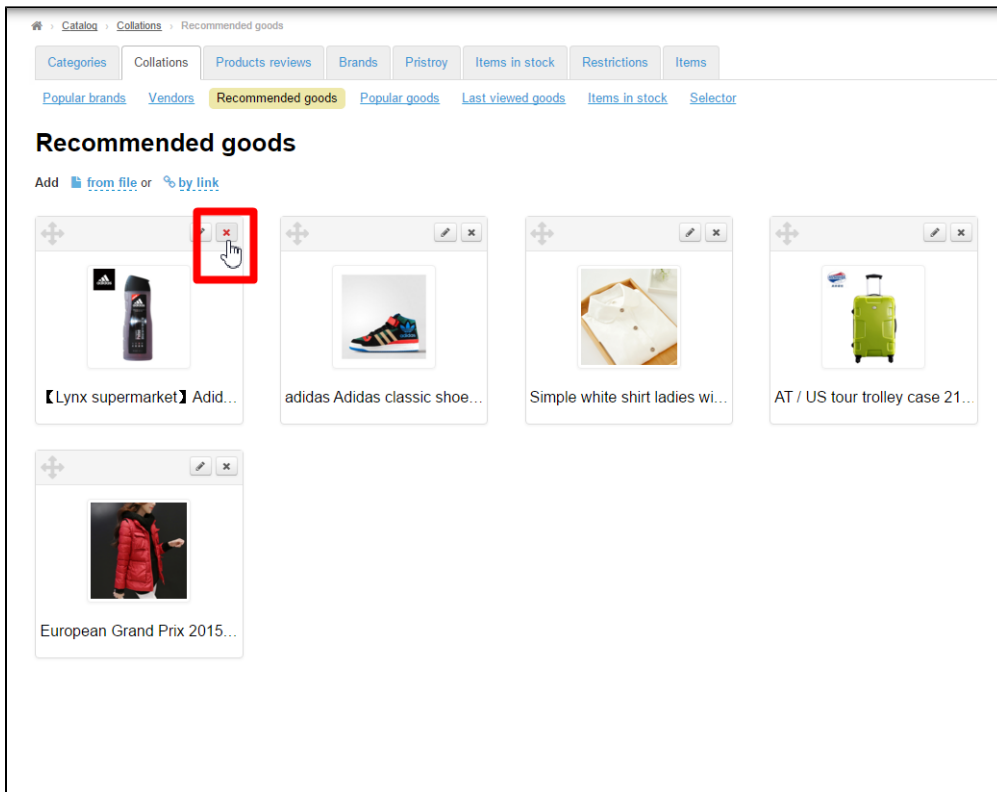 Catalog › Collations › Recommended goods
Categories Collations Products reviews Brands Pristroy Items in stock Restrictions Items
Popular brands Vendors Recommended goods Popular goods Last viewed goods Items in stock Selector
Recommended goods
Add from file or by link
【Lynx supermarket】Adid... adidas Adidas classic shoe... Simple white shirt ladies wi... AT / US tour trolley case 21...
European Grand Prix 2015...